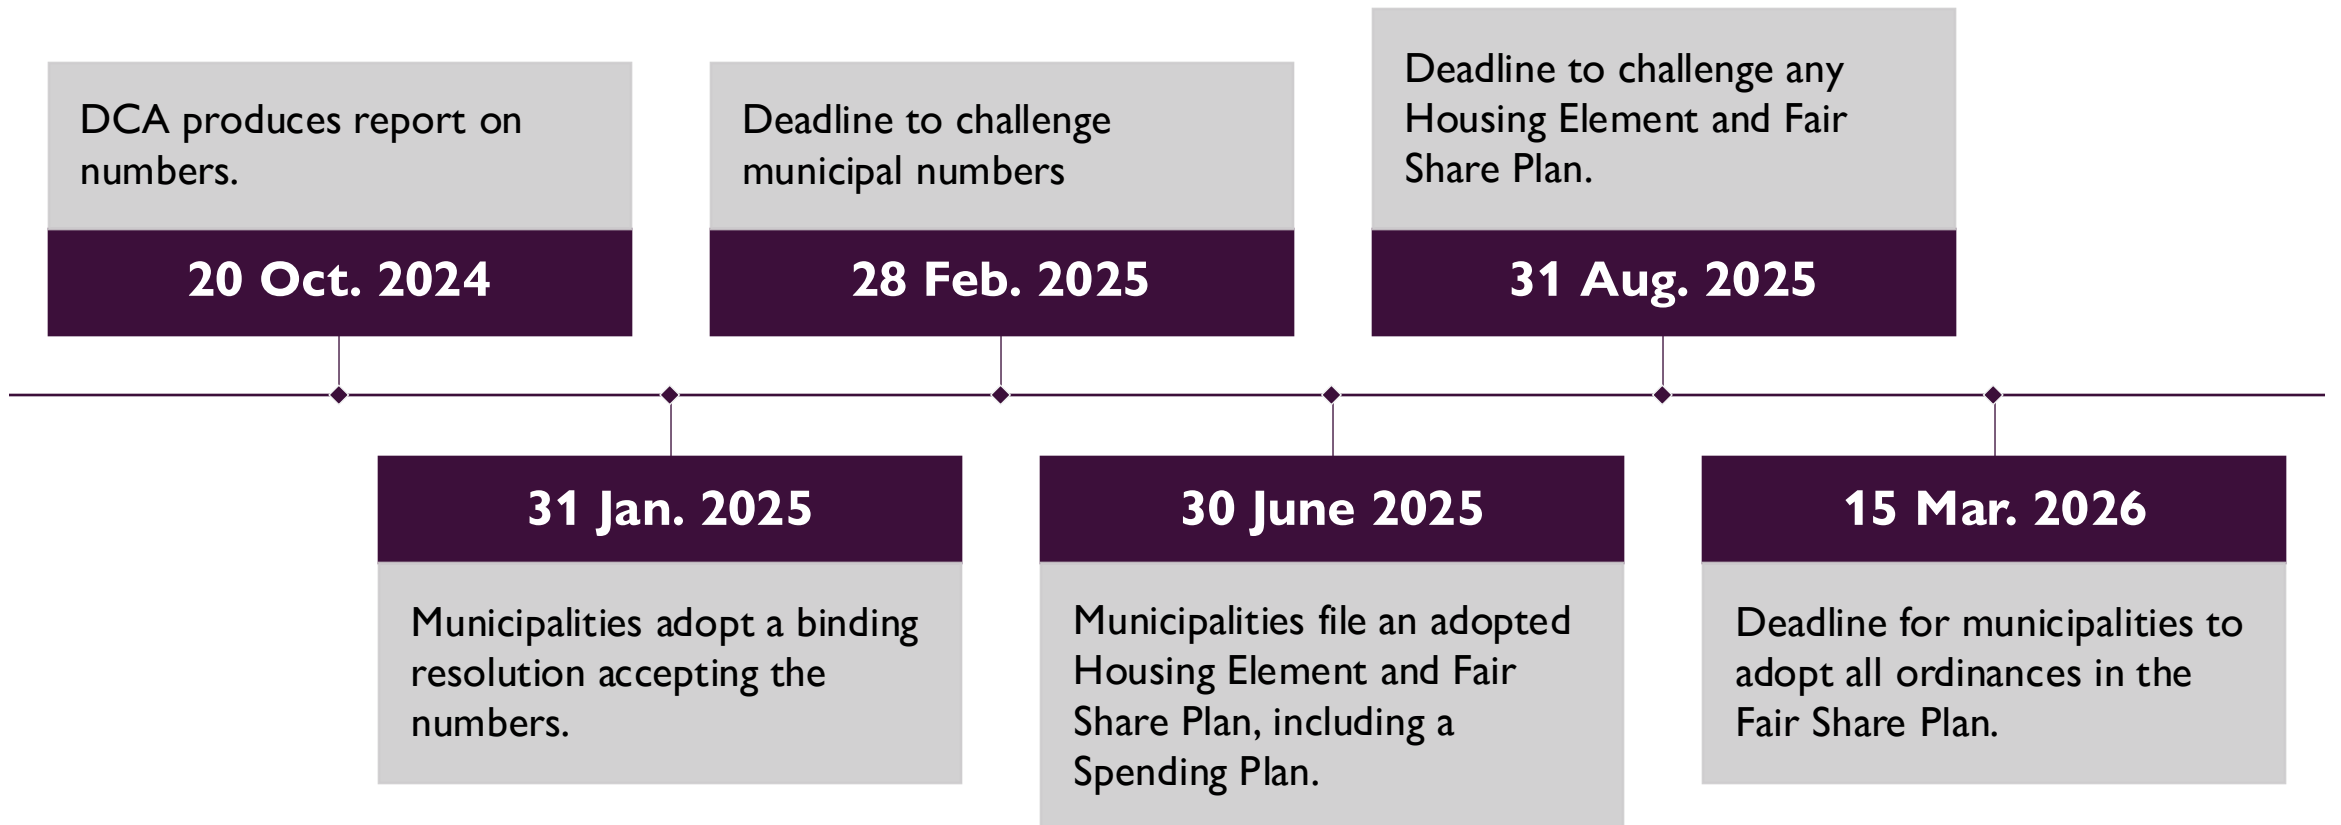 DCA produces report on
numbers.
20 Oct. 2024
31 Jan. 2025
Municipalities adopt a binding
resolution accepting the
numbers.
Deadline to challenge
municipal numbers
28 Feb. 2025
30 June 2025
Municipalities file an adopted
Housing Element and Fair
Share Plan, including a
Spending Plan.
Deadline to challenge any
Housing Element and Fair
Share Plan.
31 Aug. 2025
15 Mar. 2026
Deadline for municipalities to
adopt all ordinances in the
Fair Share Plan.